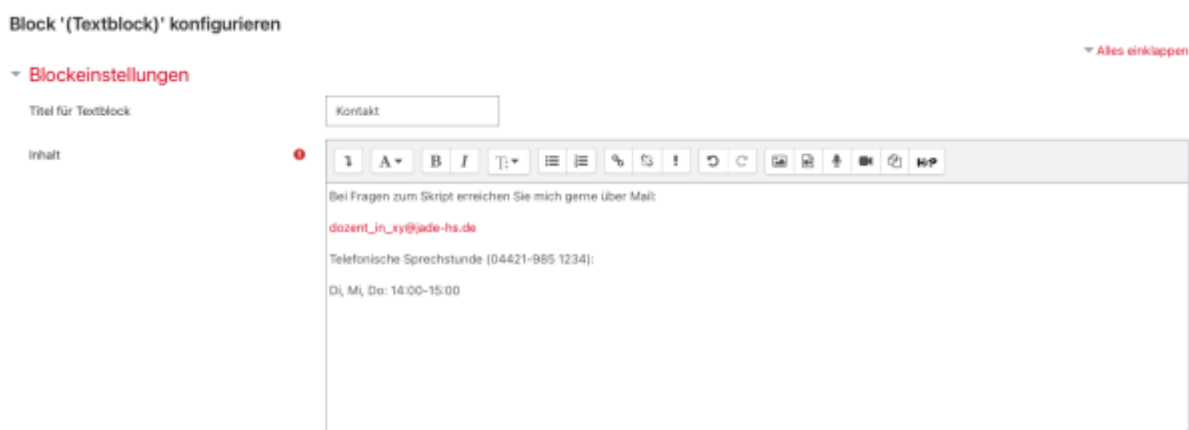 Block '(Textblock)' konfigurieren
Alles einklappen
Blockeinstellungen
Titel für Textblock
Kontakt
Inhalt
A B I T: H-P
Bei Fragen zum Skript erreichen Sie mich gerne über Mail:
dozent_in_xy@jade-hs.de
Telefonische Sprechstunde (04421-985 1234):
Di, Mi, Do: 14:00-15:00